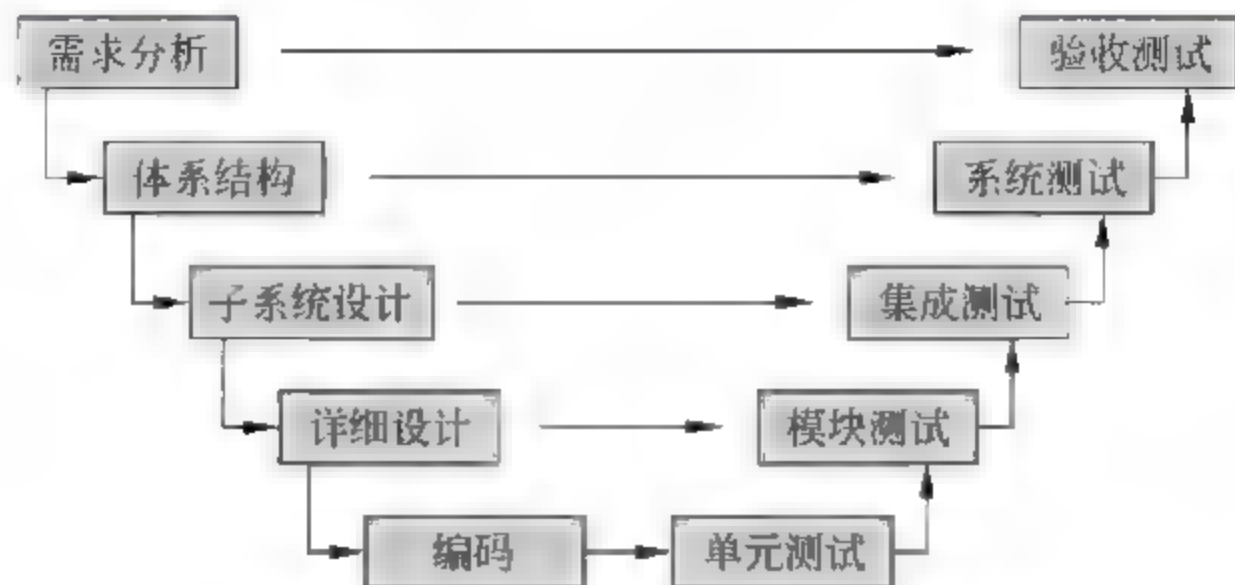 需求分析
验收测试
体系结构
系统测试
子系统设计
集成测试
详细设计
模块测试
编码
单元测试